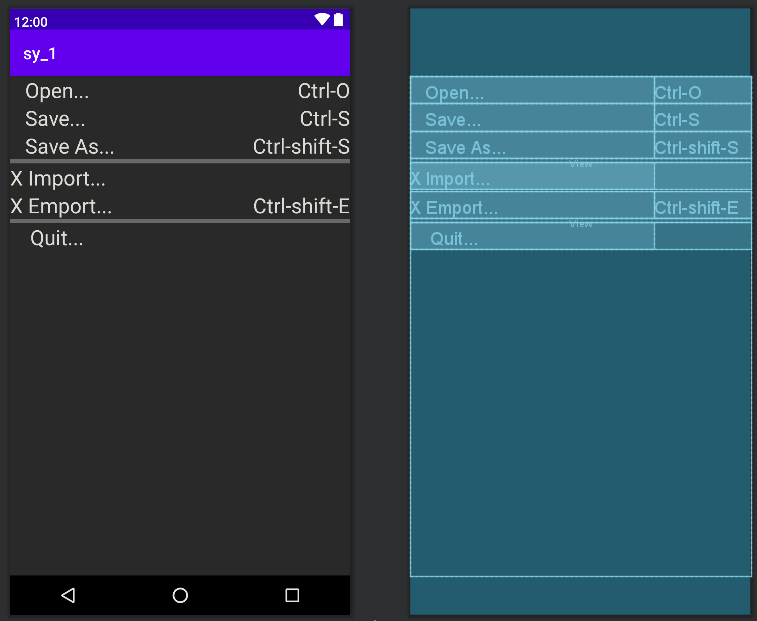 12:00
sy_1
Open... Ctrl-O
Save... Ctrl-S
Save As... Ctrl-shift-S
X Import...
X Emport... Ctrl-shift-E
Quit...
Open... Ctrl-O
Save... Ctrl-S
Save As... Ctrl-shift-S
View
X Import...
X Emport... Ctrl-shift-E
View
Quit...